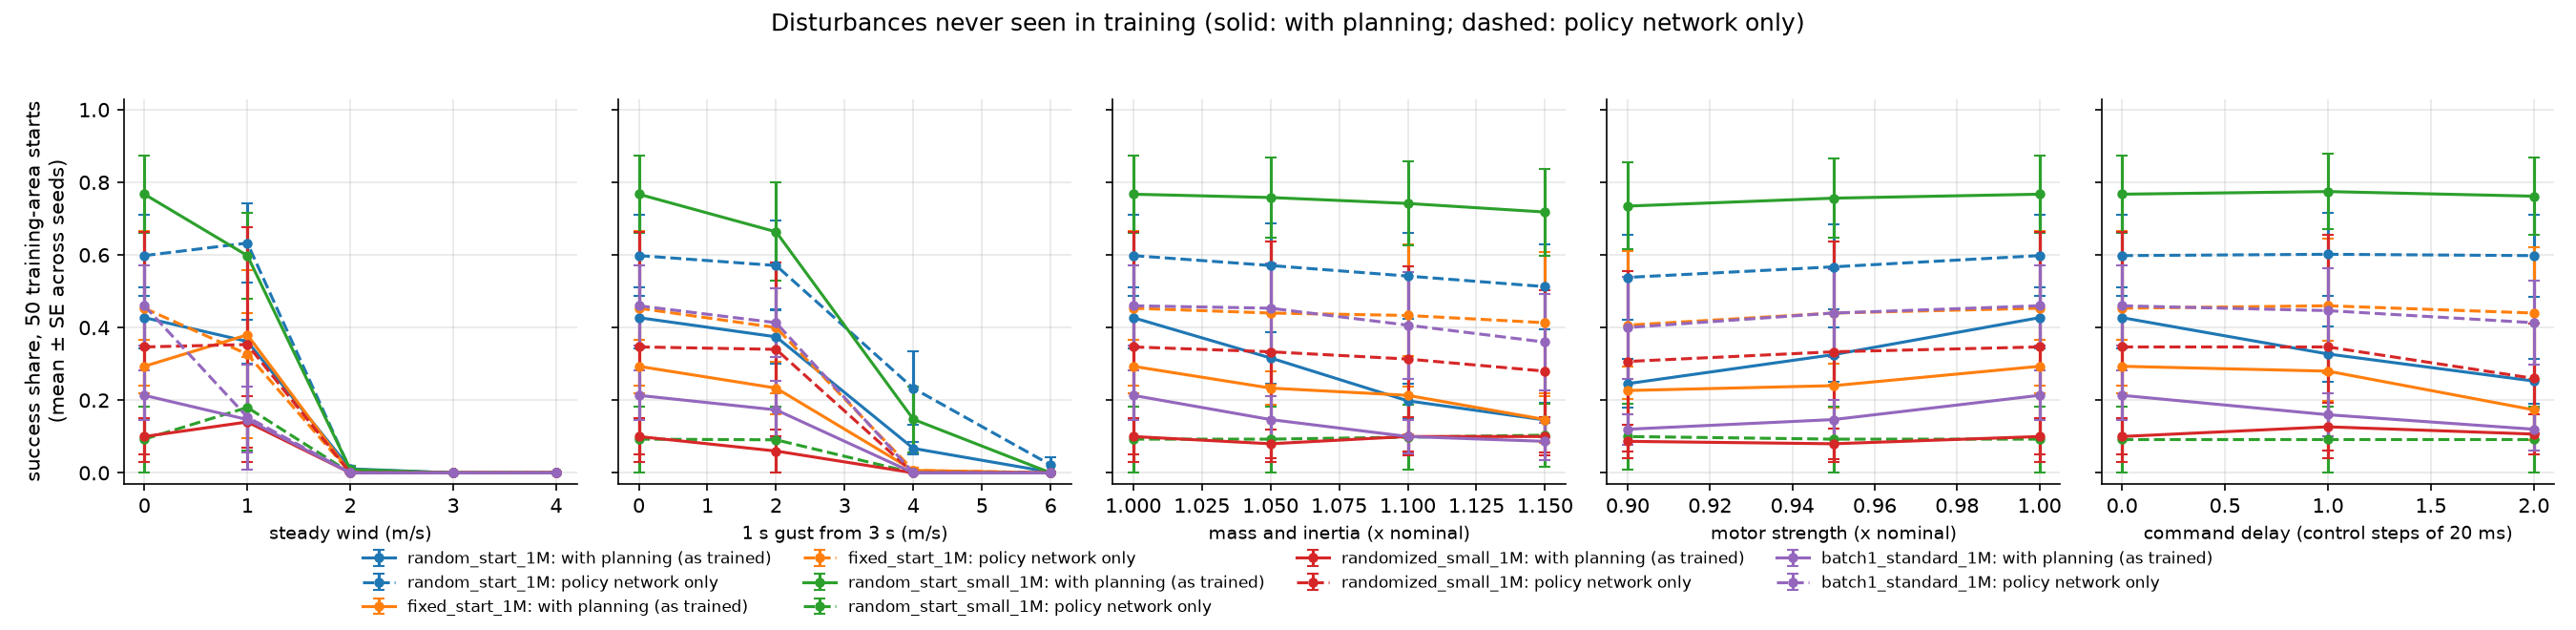 Disturbances never seen in training (solid: with planning; dashed: policy network only)
success share, 50 training-area starts
(mean ± SE across seeds)
1.0
0.8
0.6
0.4
0.2
0.0
0 1 2 3 4
steady wind (m/s)
0 1 2 3 4 5 6
1 s gust from 3 s (m/s)
1.000 1.025 1.050 1.075 1.100 1.125 1.150
mass and inertia (x nominal)
0.90 0.92 0.94 0.96 0.98 1.00
motor strength (x nominal)
0.0 0.5 1.0 1.5 2.0
command delay (control steps of 20 ms)
random_start_1M: with planning (as trained)
random_start_1M: policy network only
fixed_start_1M: with planning (as trained)
fixed_start_1M: policy network only
random_start_small_1M: with planning (as trained)
random_start_small_1M: policy network only
randomized_small_1M: with planning (as trained)
randomized_small_1M: policy network only
batch1_standard_1M: with planning (as trained)
batch1_standard_1M: policy network only